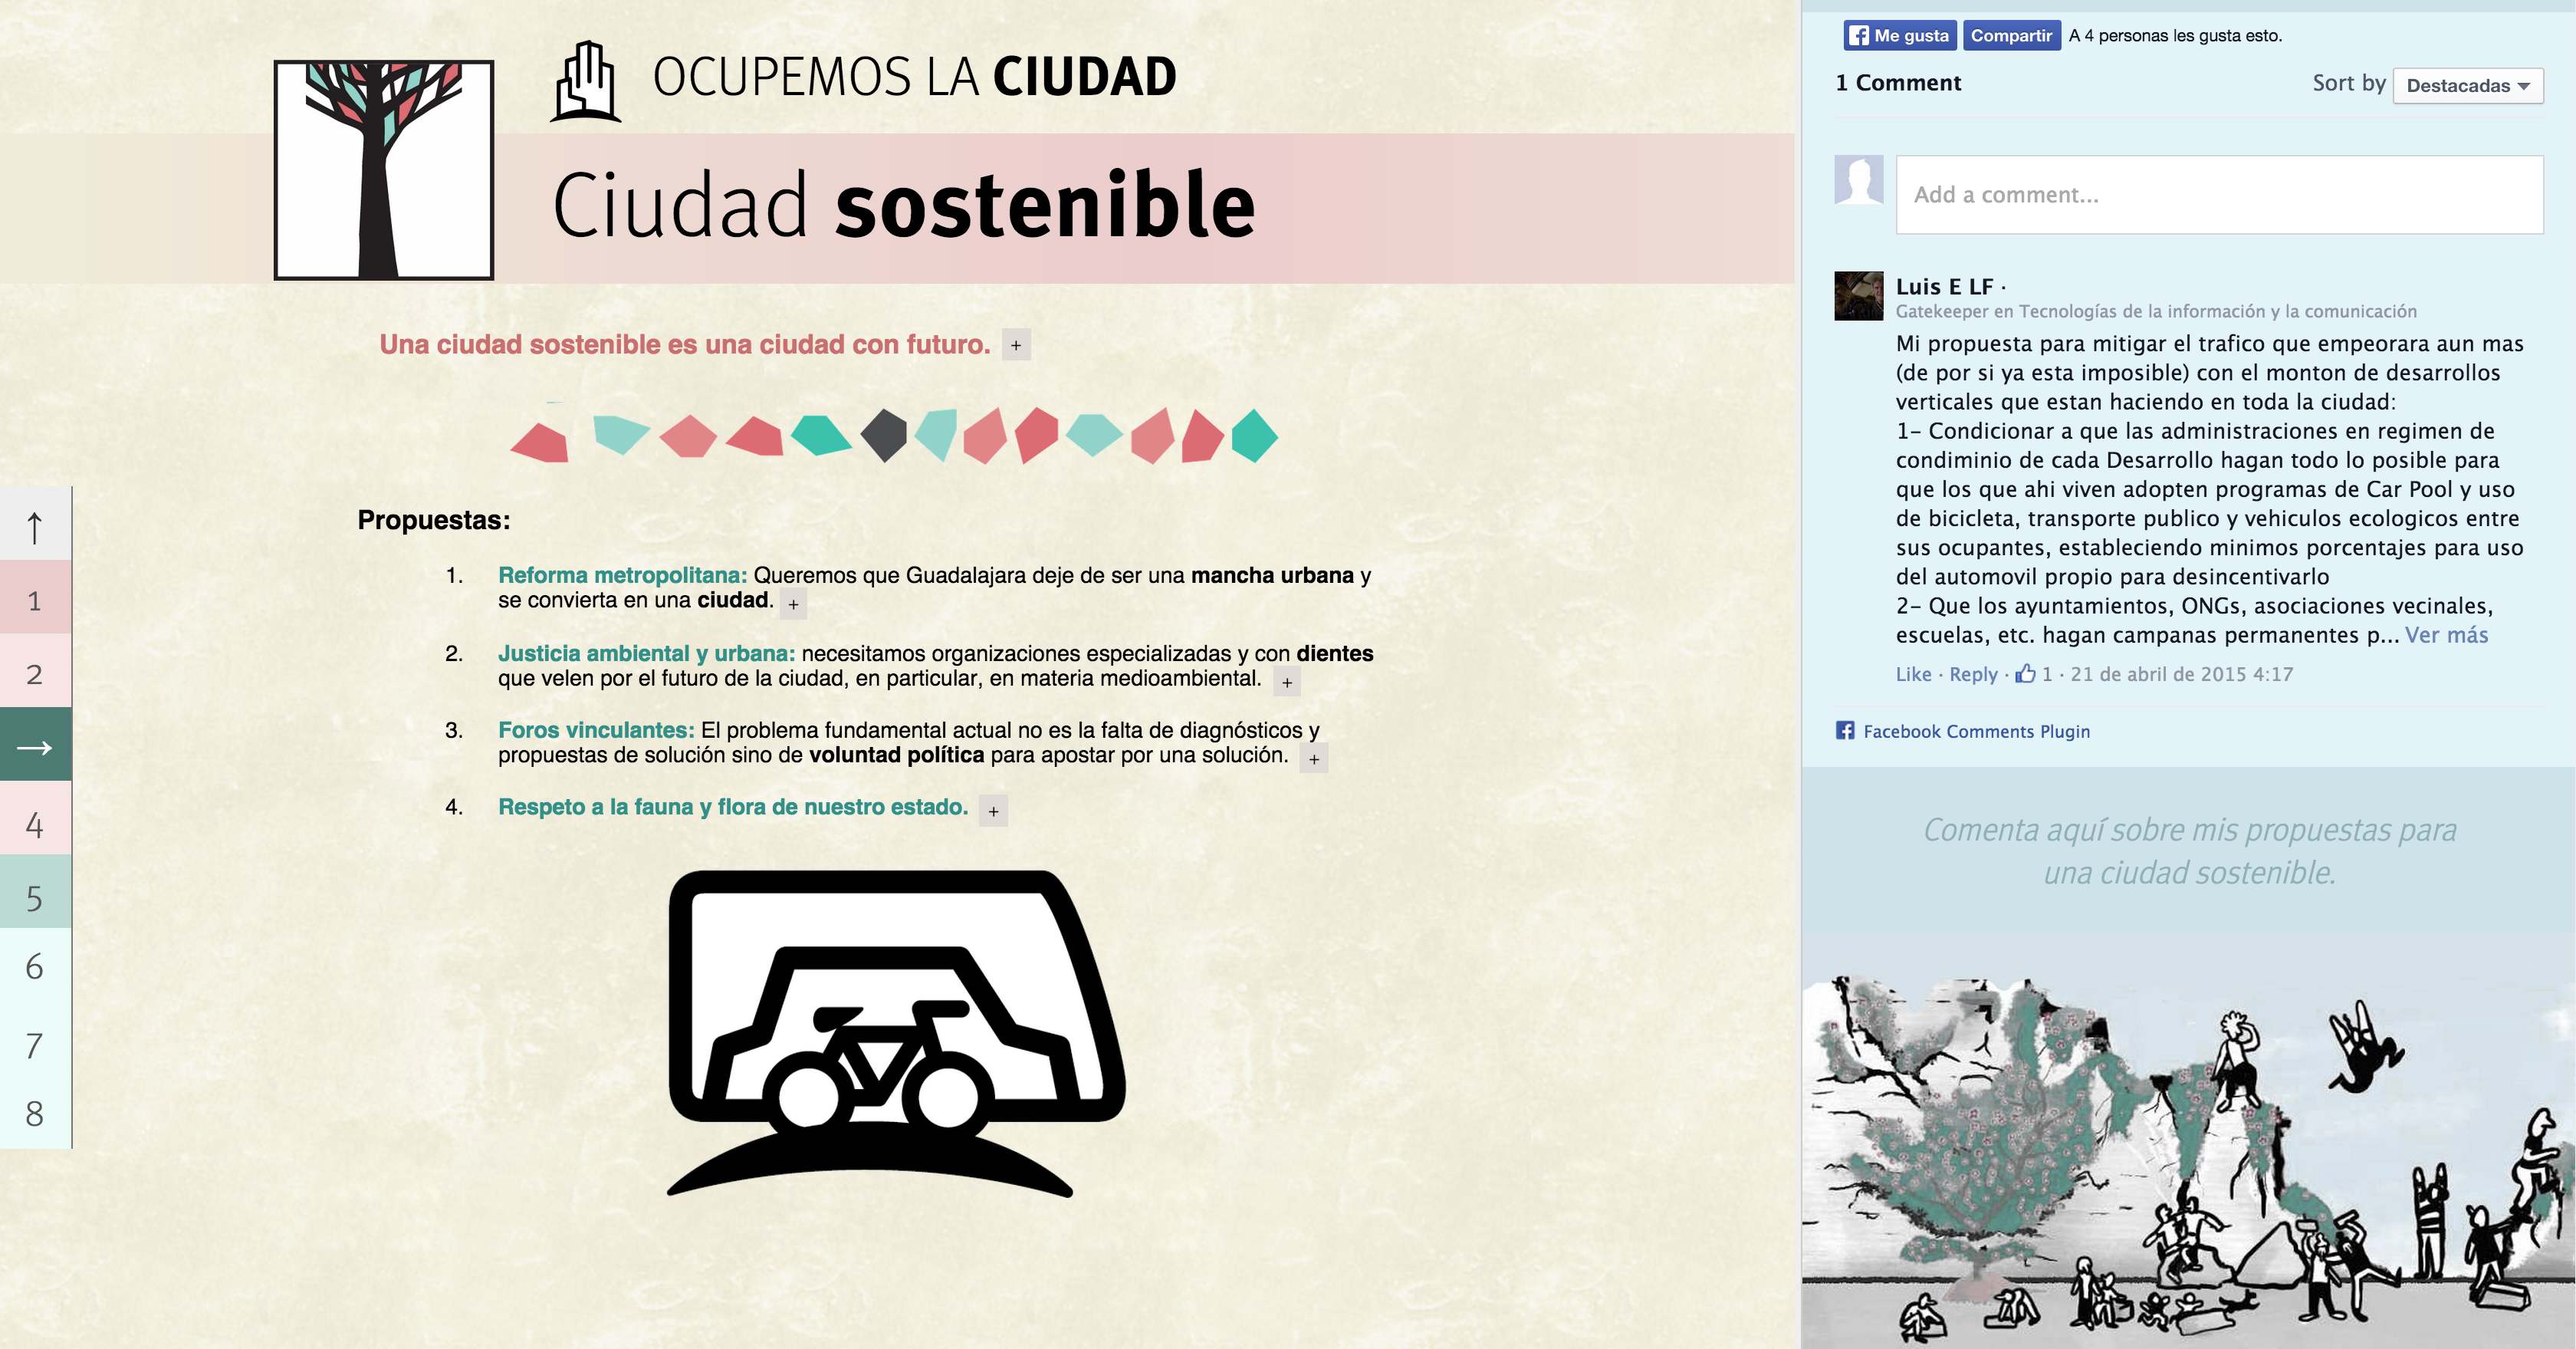 OCUPEMOS LA CIUDAD
Ciudad sostenible
Una ciudad sostenible es una ciudad con futuro. +
Propuestas:
1. Reforma metropolitana: Queremos que Guadalajara deje de ser una mancha urbana y
se convierta en una ciudad. +
2. Justicia ambiental y urbana: necesitamos organizaciones especializadas y con dientes
que velen por el futuro de la ciudad, en particular, en materia medioambiental. +
3. Foros vinculantes: El problema fundamental actual no es la falta de diagnósticos y
propuestas de solución sino de voluntad política para apostar por una solución. +
4. Respeto a la fauna y flora de nuestro estado. +
↑
1
2
→
4
5
6
7
8
Me gusta Compartir A 4 personas les gusta esto.
1 Comment Sort by Destacadas
Add a comment...
Luis E LF ·
Gatekeeper en Tecnologías de la información y la comunicación
Mi propuesta para mitigar el trafico que empeorara aun mas
(de por si ya esta imposible) con el monton de desarrollos
verticales que estan haciendo en toda la ciudad:
1- Condicionar a que las administraciones en regimen de
condiminio de cada Desarrollo hagan todo lo posible para
que los que ahi viven adopten programas de Car Pool y uso
de bicicleta, transporte publico y vehiculos ecologicos entre
sus ocupantes, estableciendo minimos porcentajes para uso
del automovil propio para desincentivarlo
2- Que los ayuntamientos, ONGs, asociaciones vecinales,
escuelas, etc. hagan campanas permanentes p... Ver más
Like · Reply · 1 · 21 de abril de 2015 4:17
Facebook Comments Plugin
Comenta aquí sobre mis propuestas para
una ciudad sostenible.